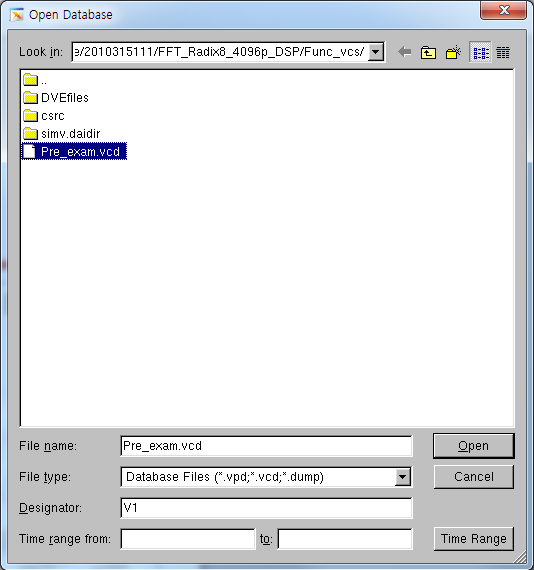 Open Database
Look in: e/2010315111/FFT_Radix8_4096p_DSP/Func_vcs/
..
DVEfiles
csrc
simv.daidir
Pre_exam.vcd
File name: Pre_exam.vcd Open
File type: Database Files (*.vpd;*.vcd;*.dump) Cancel
Designator: V1
Time range from: to: Time Range